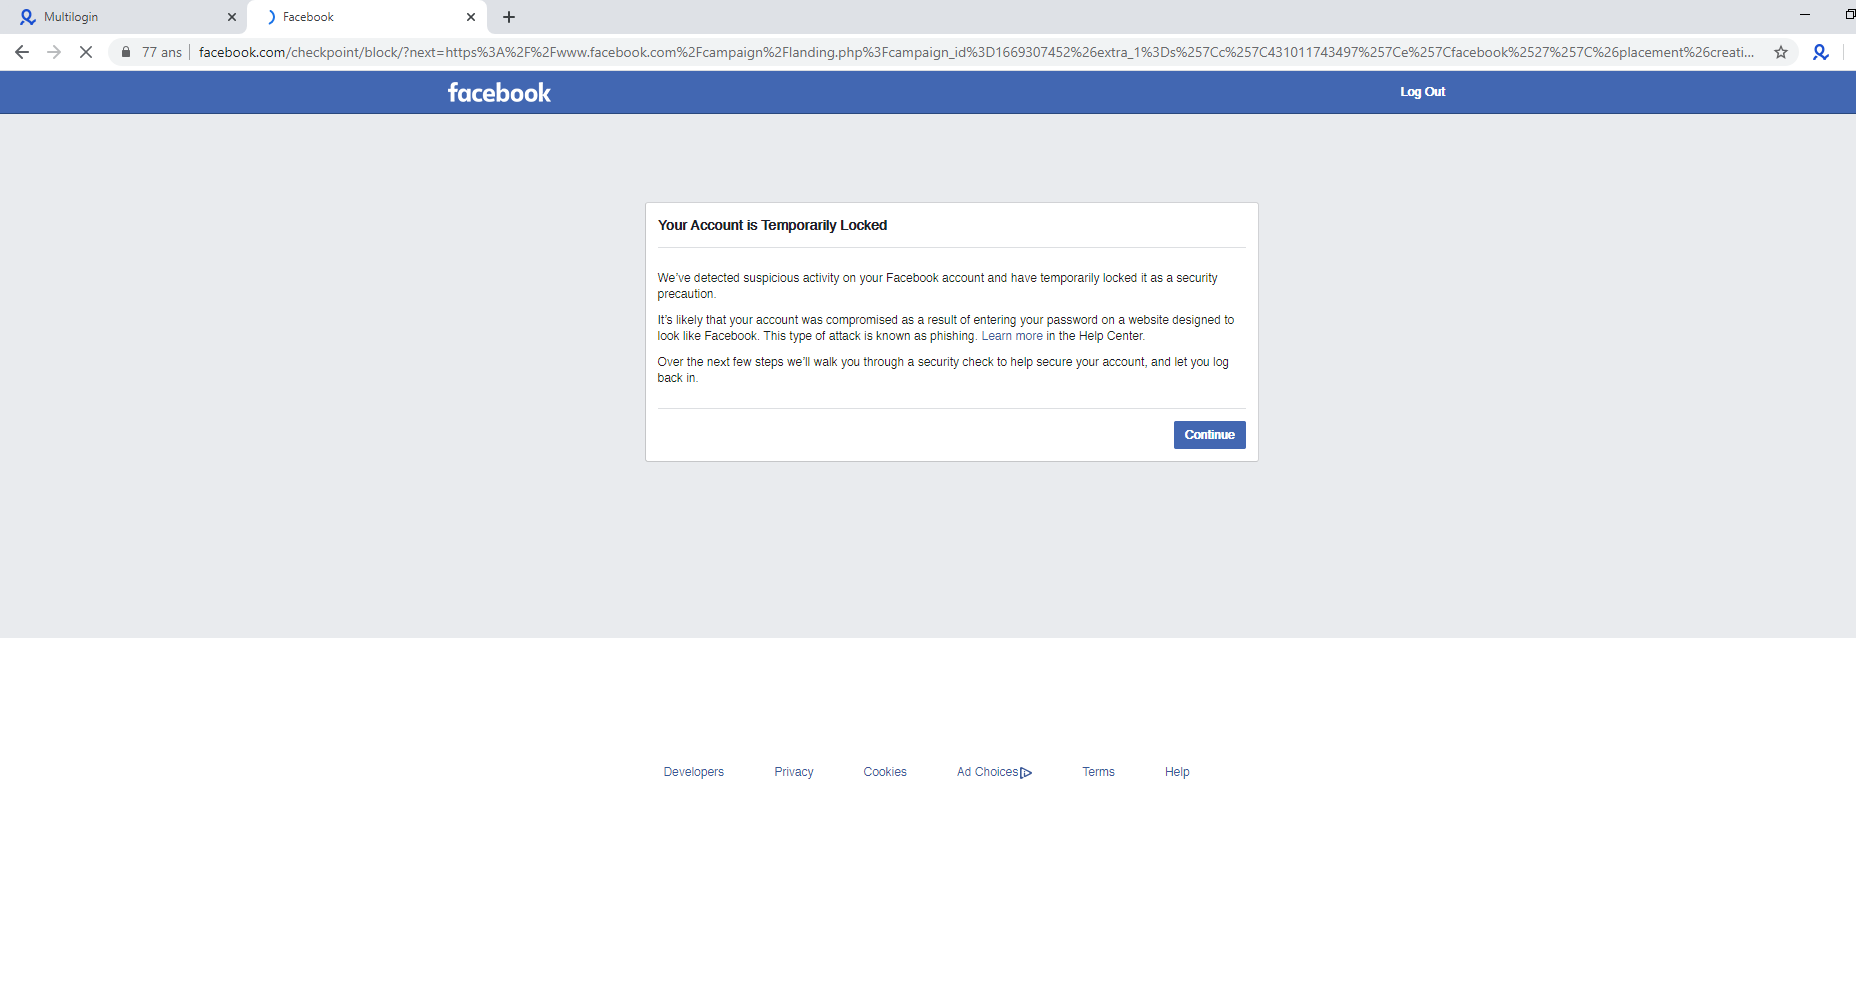 Multilogin
Facebook
77 ans
facebook.com/checkpoint/block/?next=https%3A%2F%2Fwww.facebook.com%2Fcampaign%2Flanding.php%3Fcampaign_id%3D1669307452%26extra_1%3Ds%257Cc%257C431011743497%257Ce%257Cfacebook%2527%257C%26placement%26creati...
facebook
Log Out
Your Account is Temporarily Locked
We've detected suspicious activity on your Facebook account and have temporarily locked it as a security
precaution.
It's likely that your account was compromised as a result of entering your password on a website designed to
look like Facebook. This type of attack is known as phishing. Learn more in the Help Center.
Over the next few steps we'll walk you through a security check to help secure your account, and let you log
back in.
Continue
Developers
Privacy
Cookies
Ad Choices
Terms
Help